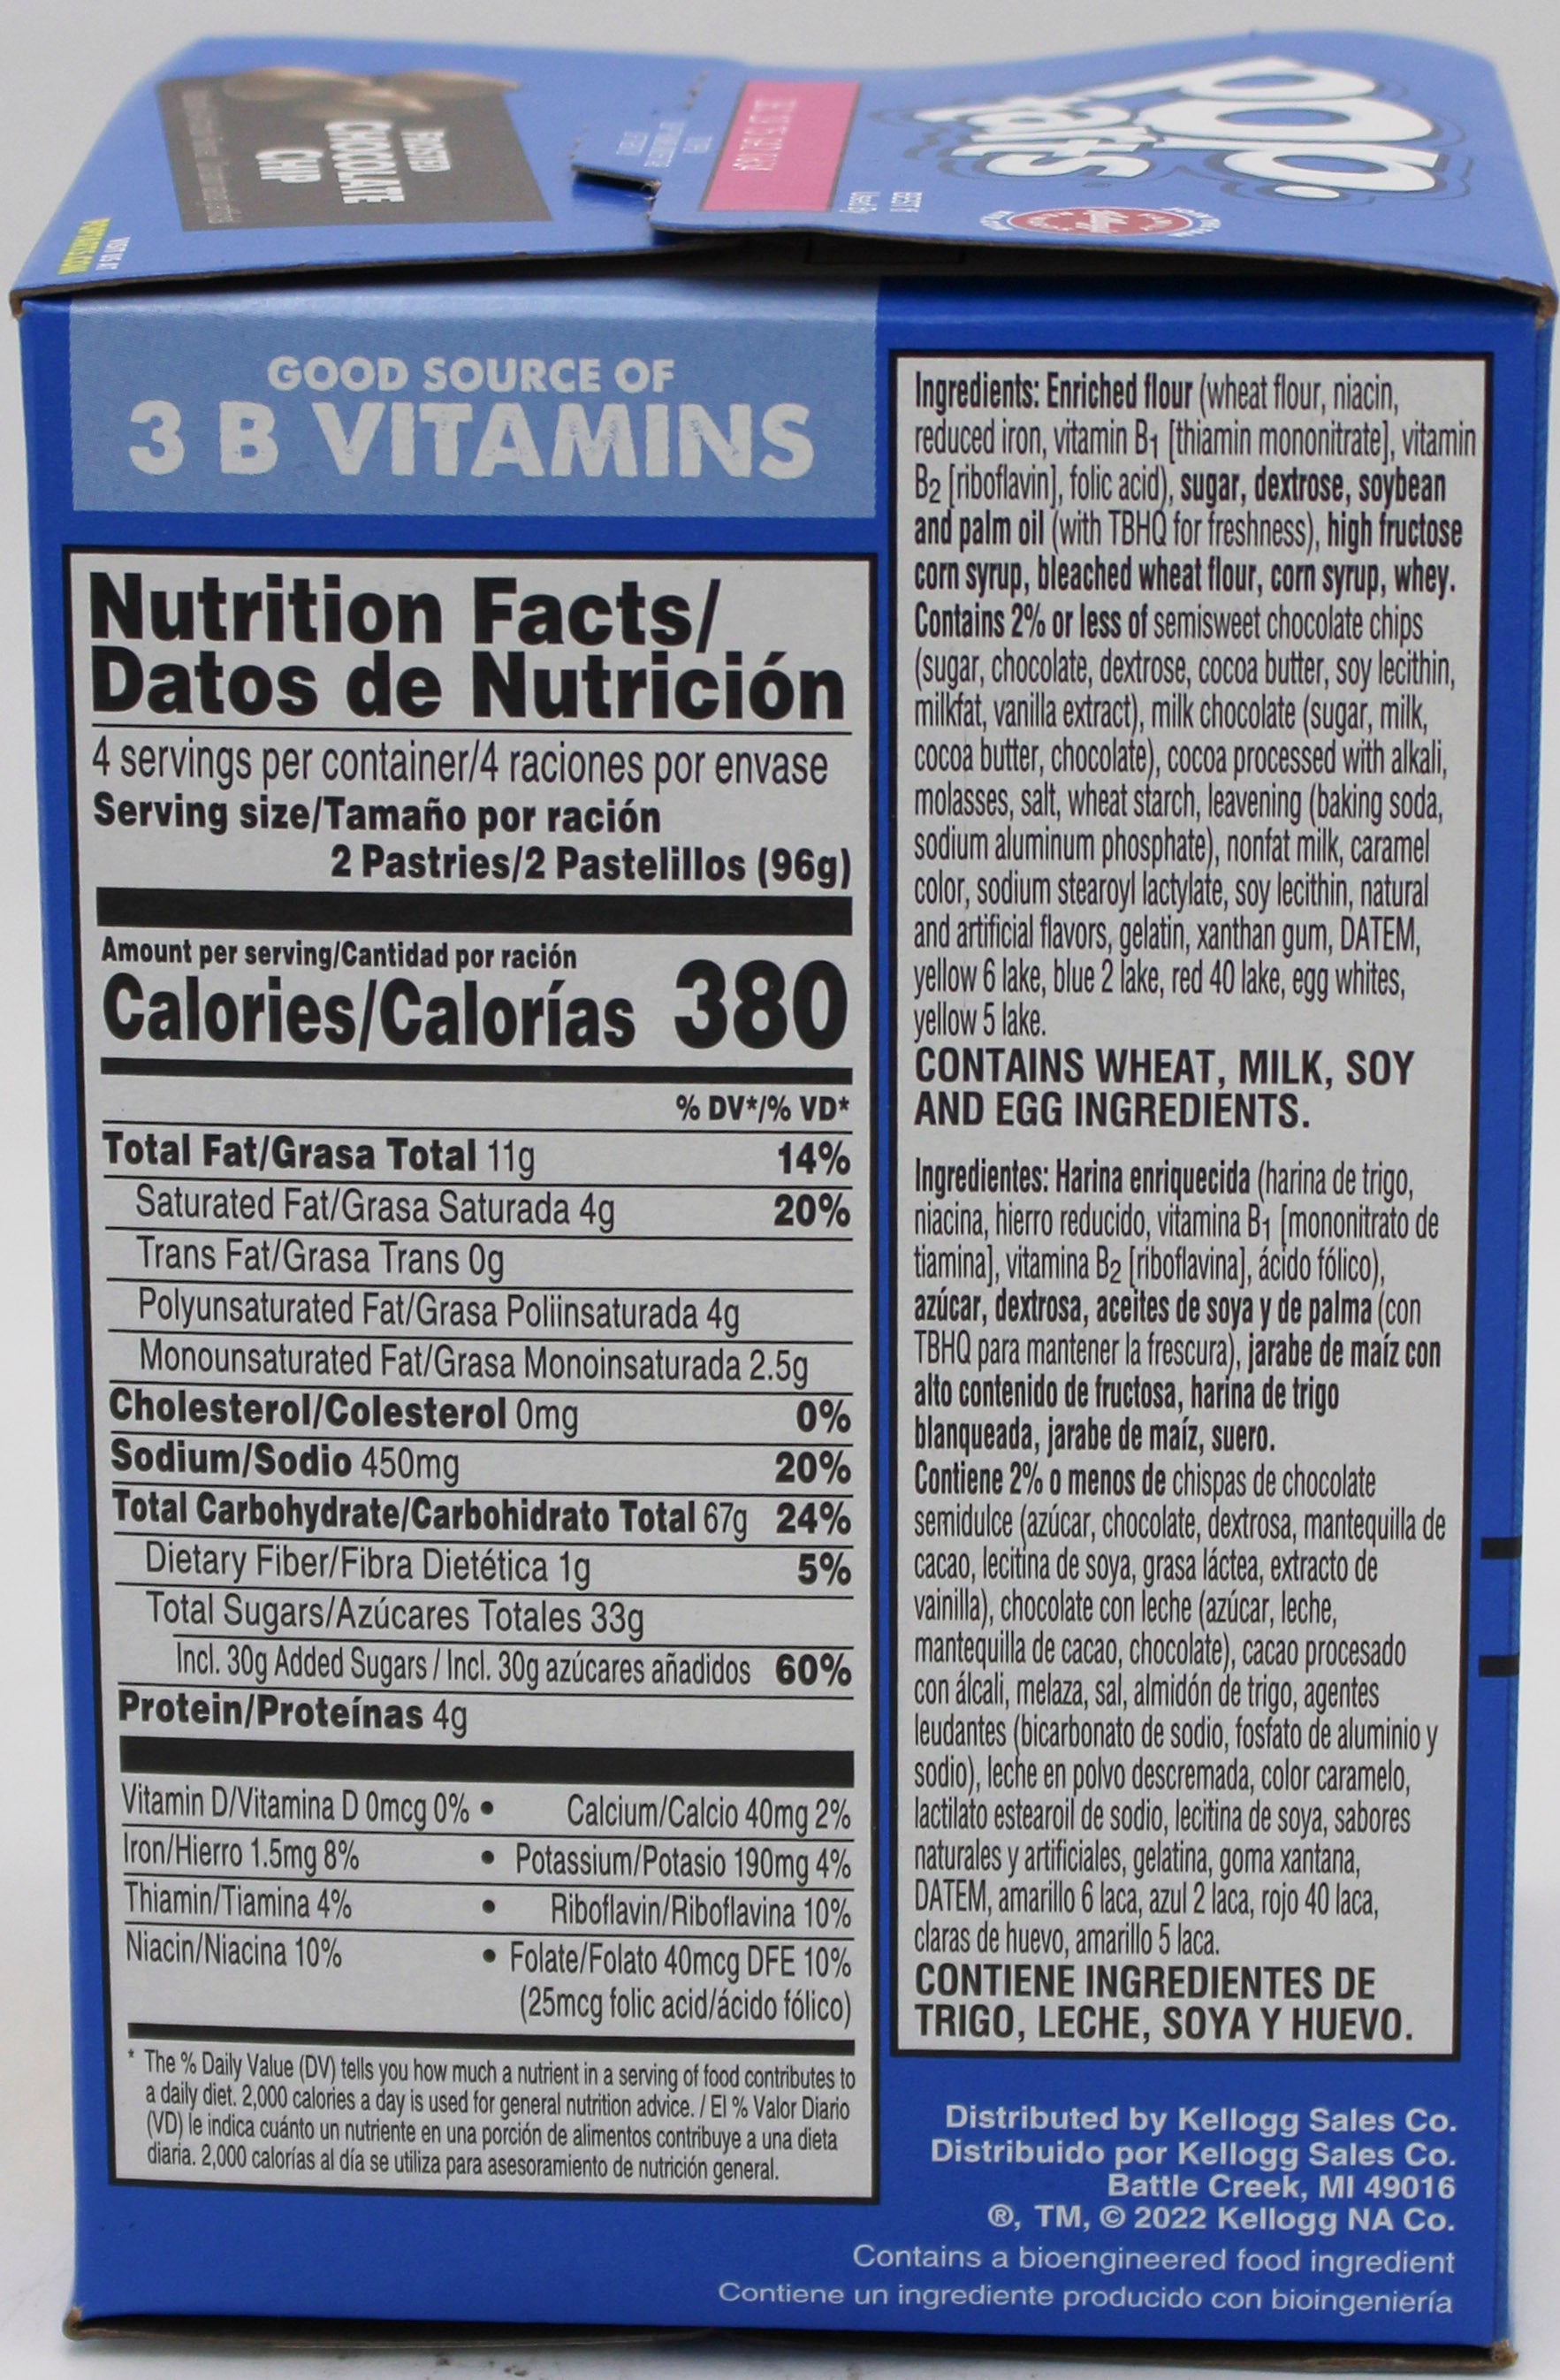 FROSTED
CHOCOLATE
CHIP
VISIT US AT
pop.
tarts
®
Kellogg's
GOOD SOURCE OF
3 B VITAMINS
Nutrition Facts/
Datos de Nutrición
4 servings per container/4 raciones por envase
Serving size/Tamaño por ración
2 Pastries/2 Pastelillos (96g)
Amount per serving/Cantidad por ración
Calories/Calorías 380
% DV*/% VD*
Total Fat/Grasa Total 11g 14%
Saturated Fat/Grasa Saturada 4g 20%
Trans Fat/Grasa Trans 0g
Polyunsaturated Fat/Grasa Poliinsaturada 4g
Monounsaturated Fat/Grasa Monoinsaturada 2.5g
Cholesterol/Colesterol 0mg 0%
Sodium/Sodio 450mg 20%
Total Carbohydrate/Carbohidrato Total 67g 24%
Dietary Fiber/Fibra Dietética 1g 5%
Total Sugars/Azúcares Totales 33g
Incl. 30g Added Sugars / Incl. 30g azúcares añadidos 60%
Protein/Proteínas 4g
Vitamin D/Vitamina D 0mcg 0% • Calcium/Calcio 40mg 2%
Iron/Hierro 1.5mg 8% • Potassium/Potasio 190mg 4%
Thiamin/Tiamina 4% • Riboflavin/Riboflavina 10%
Niacin/Niacina 10% • Folate/Folato 40mcg DFE 10%
(25mcg folic acid/ácido fólico)
* The % Daily Value (DV) tells you how much a nutrient in a serving of food contributes to
a daily diet. 2,000 calories a day is used for general nutrition advice. / El % Valor Diario
(VD) le indica cuánto un nutriente en una porción de alimentos contribuye a una dieta
diaria. 2,000 calorías al día se utiliza para asesoramiento de nutrición general.
Ingredients: Enriched flour (wheat flour, niacin,
reduced iron, vitamin B1 [thiamin mononitrate], vitamin
B2 [riboflavin], folic acid), sugar, dextrose, soybean
and palm oil (with TBHQ for freshness), high fructose
corn syrup, bleached wheat flour, corn syrup, whey.
Contains 2% or less of semisweet chocolate chips
(sugar, chocolate, dextrose, cocoa butter, soy lecithin,
milkfat, vanilla extract), milk chocolate (sugar, milk,
cocoa butter, chocolate), cocoa processed with alkali,
molasses, salt, wheat starch, leavening (baking soda,
sodium aluminum phosphate), nonfat milk, caramel
color, sodium stearoyl lactylate, soy lecithin, natural
and artificial flavors, gelatin, xanthan gum, DATEM,
yellow 6 lake, blue 2 lake, red 40 lake, egg whites,
yellow 5 lake.
CONTAINS WHEAT, MILK, SOY
AND EGG INGREDIENTS.
Ingredientes: Harina enriquecida (harina de trigo,
niacina, hierro reducido, vitamina B1 [mononitrato de
tiamina], vitamina B2 [riboflavina], ácido fólico),
azúcar, dextrosa, aceites de soya y de palma (con
TBHQ para mantener la frescura), jarabe de maíz con
alto contenido de fructosa, harina de trigo
blanqueada, jarabe de maíz, suero.
Contiene 2% o menos de chispas de chocolate
semidulce (azúcar, chocolate, dextrosa, mantequilla de
cacao, lecitina de soya, grasa láctea, extracto de
vainilla), chocolate con leche (azúcar, leche,
mantequilla de cacao, chocolate), cacao procesado
con álcali, melaza, sal, almidón de trigo, agentes
leudantes (bicarbonato de sodio, fosfato de aluminio y
sodio), leche en polvo descremada, color caramelo,
lactilato estearoil de sodio, lecitina de soya, sabores
naturales y artificiales, gelatina, goma xantana,
DATEM, amarillo 6 laca, azul 2 laca, rojo 40 laca,
claras de huevo, amarillo 5 laca.
CONTIENE INGREDIENTES DE
TRIGO, LECHE, SOYA Y HUEVO.
Distributed by Kellogg Sales Co.
Distribuido por Kellogg Sales Co.
Battle Creek, MI 49016
®, TM, © 2022 Kellogg NA Co.
Contains a bioengineered food ingredient
Contiene un ingrediente producido con bioingeniería